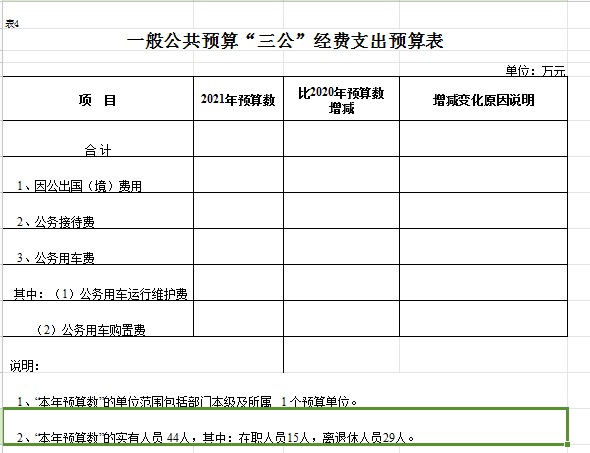 表4
一般公共预算“三公”经费支出预算表
单位：万元
项 目 2021年预算数 比2020年预算数 增减 增减变化原因说明
合计
1、因公出国（境）费用
2、公务接待费
3、公务用车费
其中：（1）公务用车运行维护费
（2）公务用车购置费
说明：
1、“本年预算数”的单位范围包括部门本级及所属 1个预算单位。
2、“本年预算数”的实有人员 44人，其中：在职人员15人，离退休人员29人。